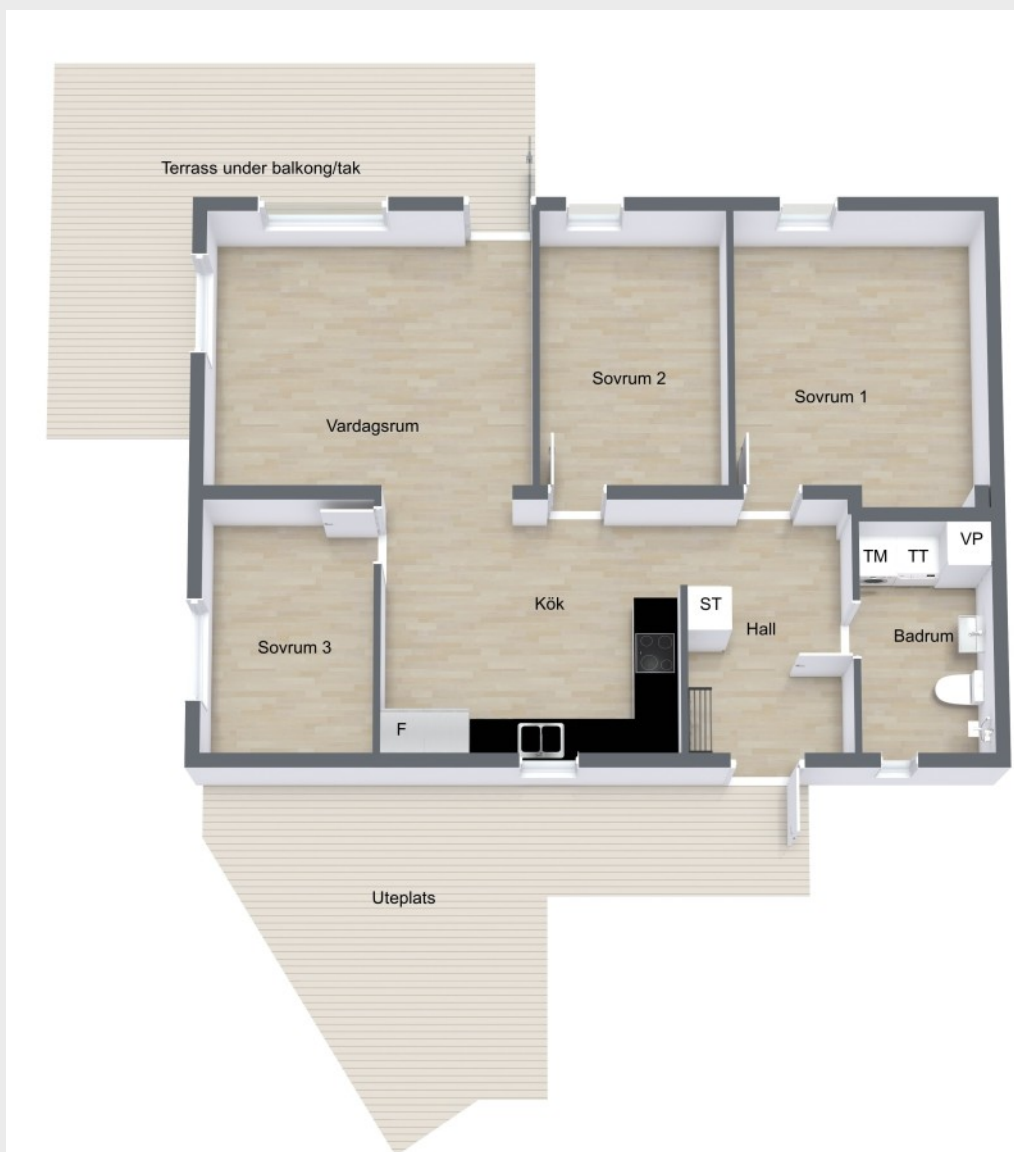 Terrass under balkong/tak
Sovrum 2
Sovrum 1
Vardagsrum
VP
TM TT
Kök
ST
Hall
Badrum
Sovrum 3
F
Uteplats